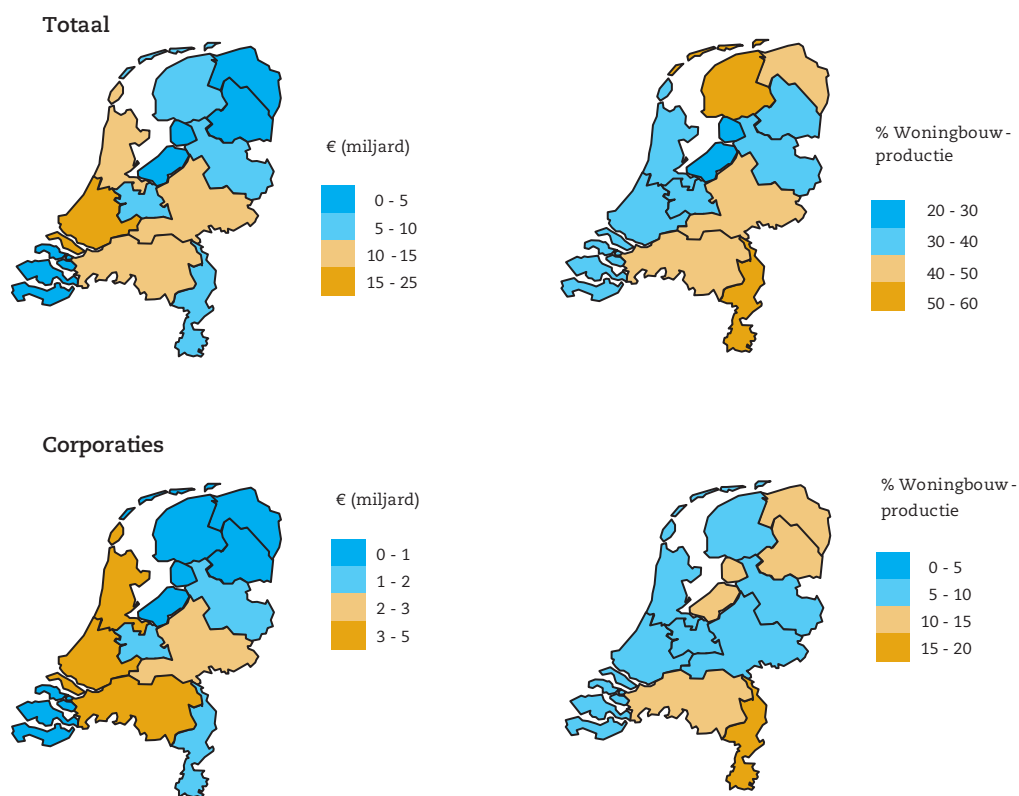 Totaal
€ (miljard)
0 - 5
5 - 10
10 - 15
15 - 25
% Woningbouw-
productie
20 - 30
30 - 40
40 - 50
50 - 60
Corporaties
€ (miljard)
0 - 1
1 - 2
2 - 3
3 - 5
% Woningbouw-
productie
0 - 5
5 - 10
10 - 15
15 - 20